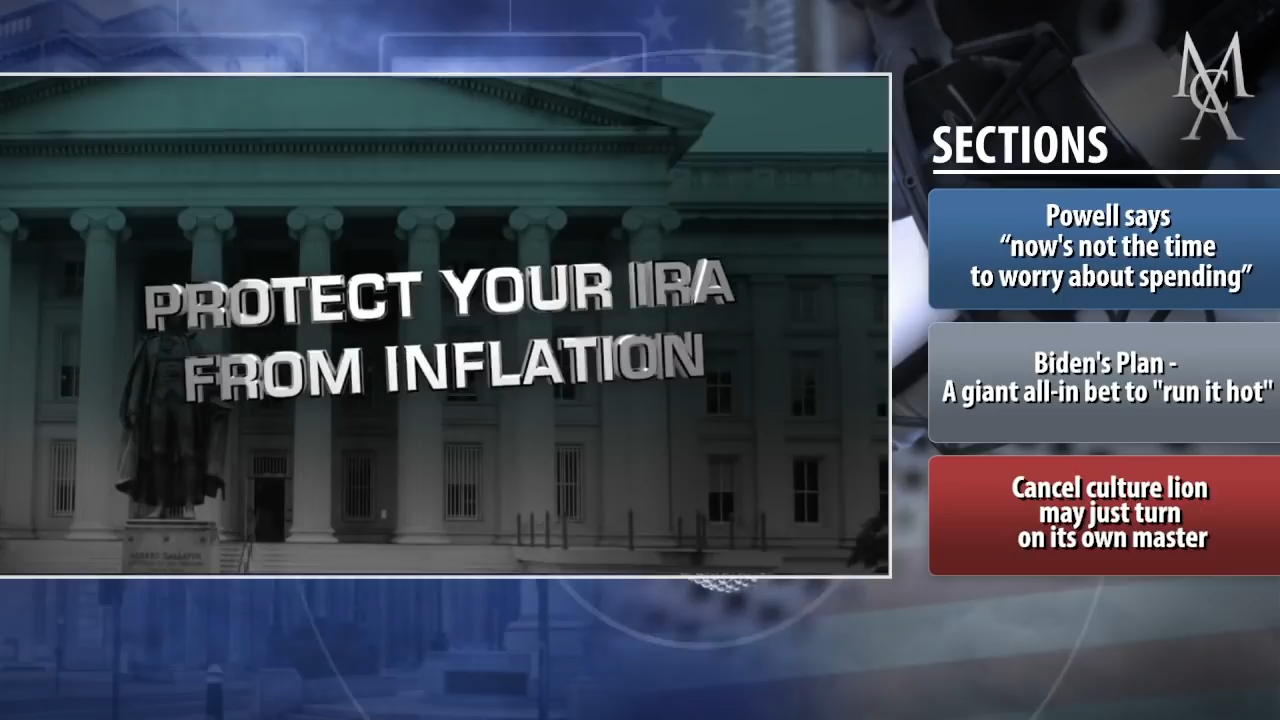 PROTECT YOUR IRA
FROM INFLATION
MCA
SECTIONS
Powell says
“now's not the time
to worry about spending”
Biden's Plan -
A giant all-in bet to "run it hot"
Cancel culture lion
may just turn
on its own master